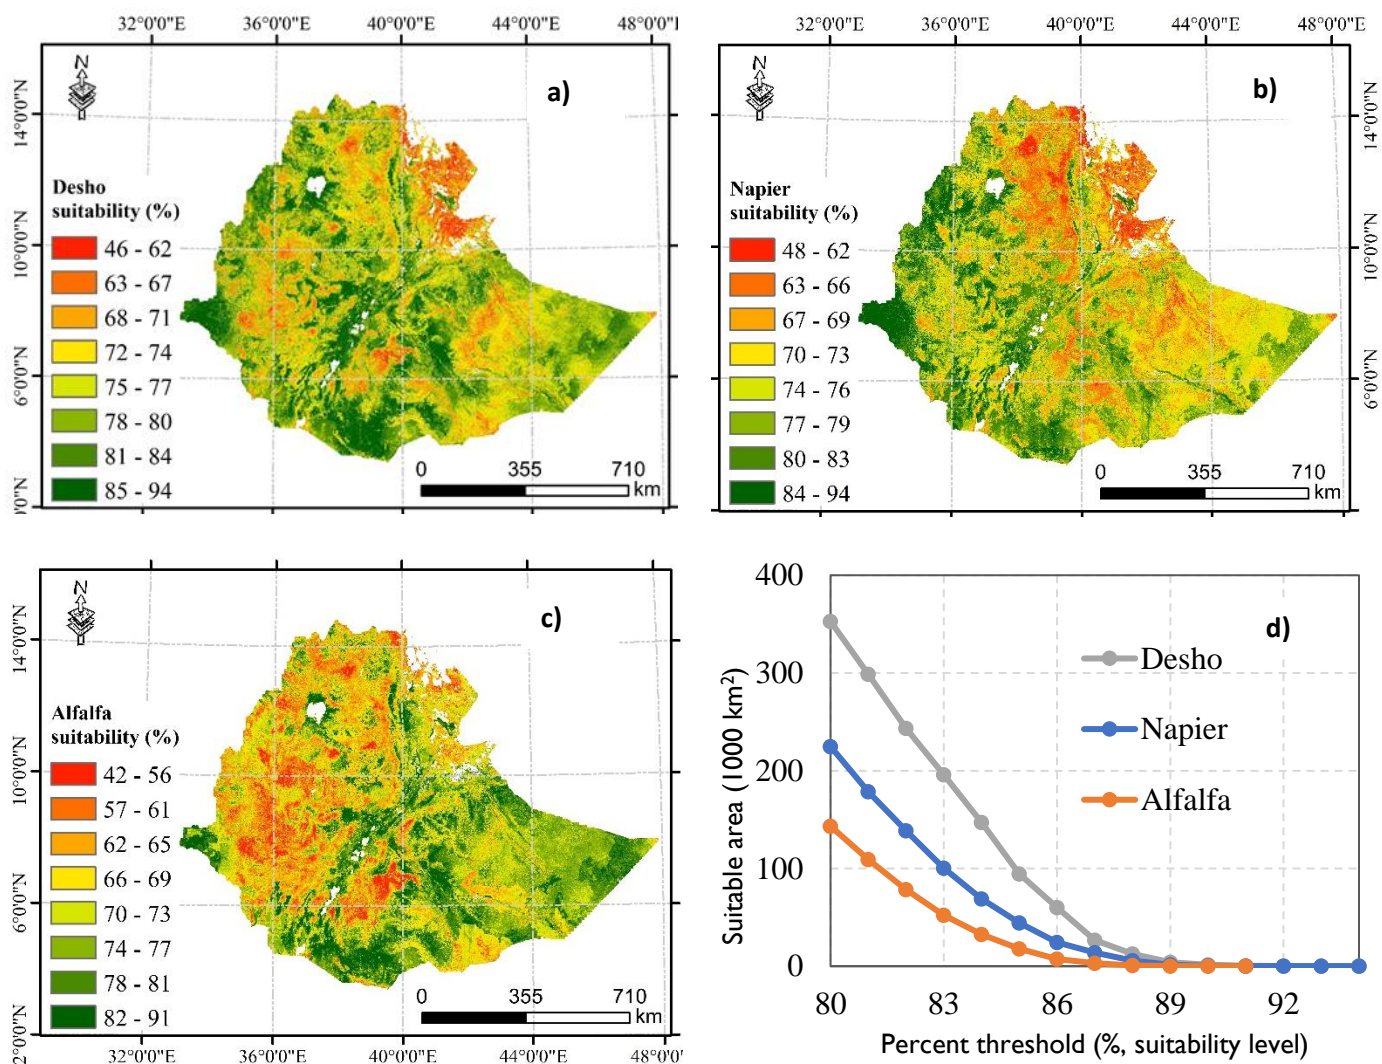 32°0'0"E 36°0'0"E 40°0'0"E 44°0'0"E 48°0'0"E
32°0'0"E 36°0'0"E 40°0'0"E 44°0'0"E 48°0'0"E
N
a)
14°0'0"N
10°0'0"N
6°0'0"N
0'0"N
Desho
suitability (%)
46 - 62
63 - 67
68 - 71
72 - 74
75 - 77
78 - 80
81 - 84
85 - 94
0 355 710
km
N
b)
14°0'0"N
10°0'0"N
6°0'0"N
Napier
suitability (%)
48 - 62
63 - 66
67 - 69
70 - 73
74 - 76
77 - 79
80 - 83
84 - 94
0 355 710
km
N
c)
14°0'0"N
10°0'0"N
6°0'0"N
2°0'0"N
Alfalfa
suitability (%)
42 - 56
57 - 61
62 - 65
66 - 69
70 - 73
74 - 77
78 - 81
82 - 91
0 355 710
km
32°0'0"E 36°0'0"E 40°0'0"E 44°0'0"E 48°0'0"E
d)
400
300
200
100
0
Suitable area (1000 km²)
Desho
Napier
Alfalfa
80 83 86 89 92
Percent threshold (%, suitability level)